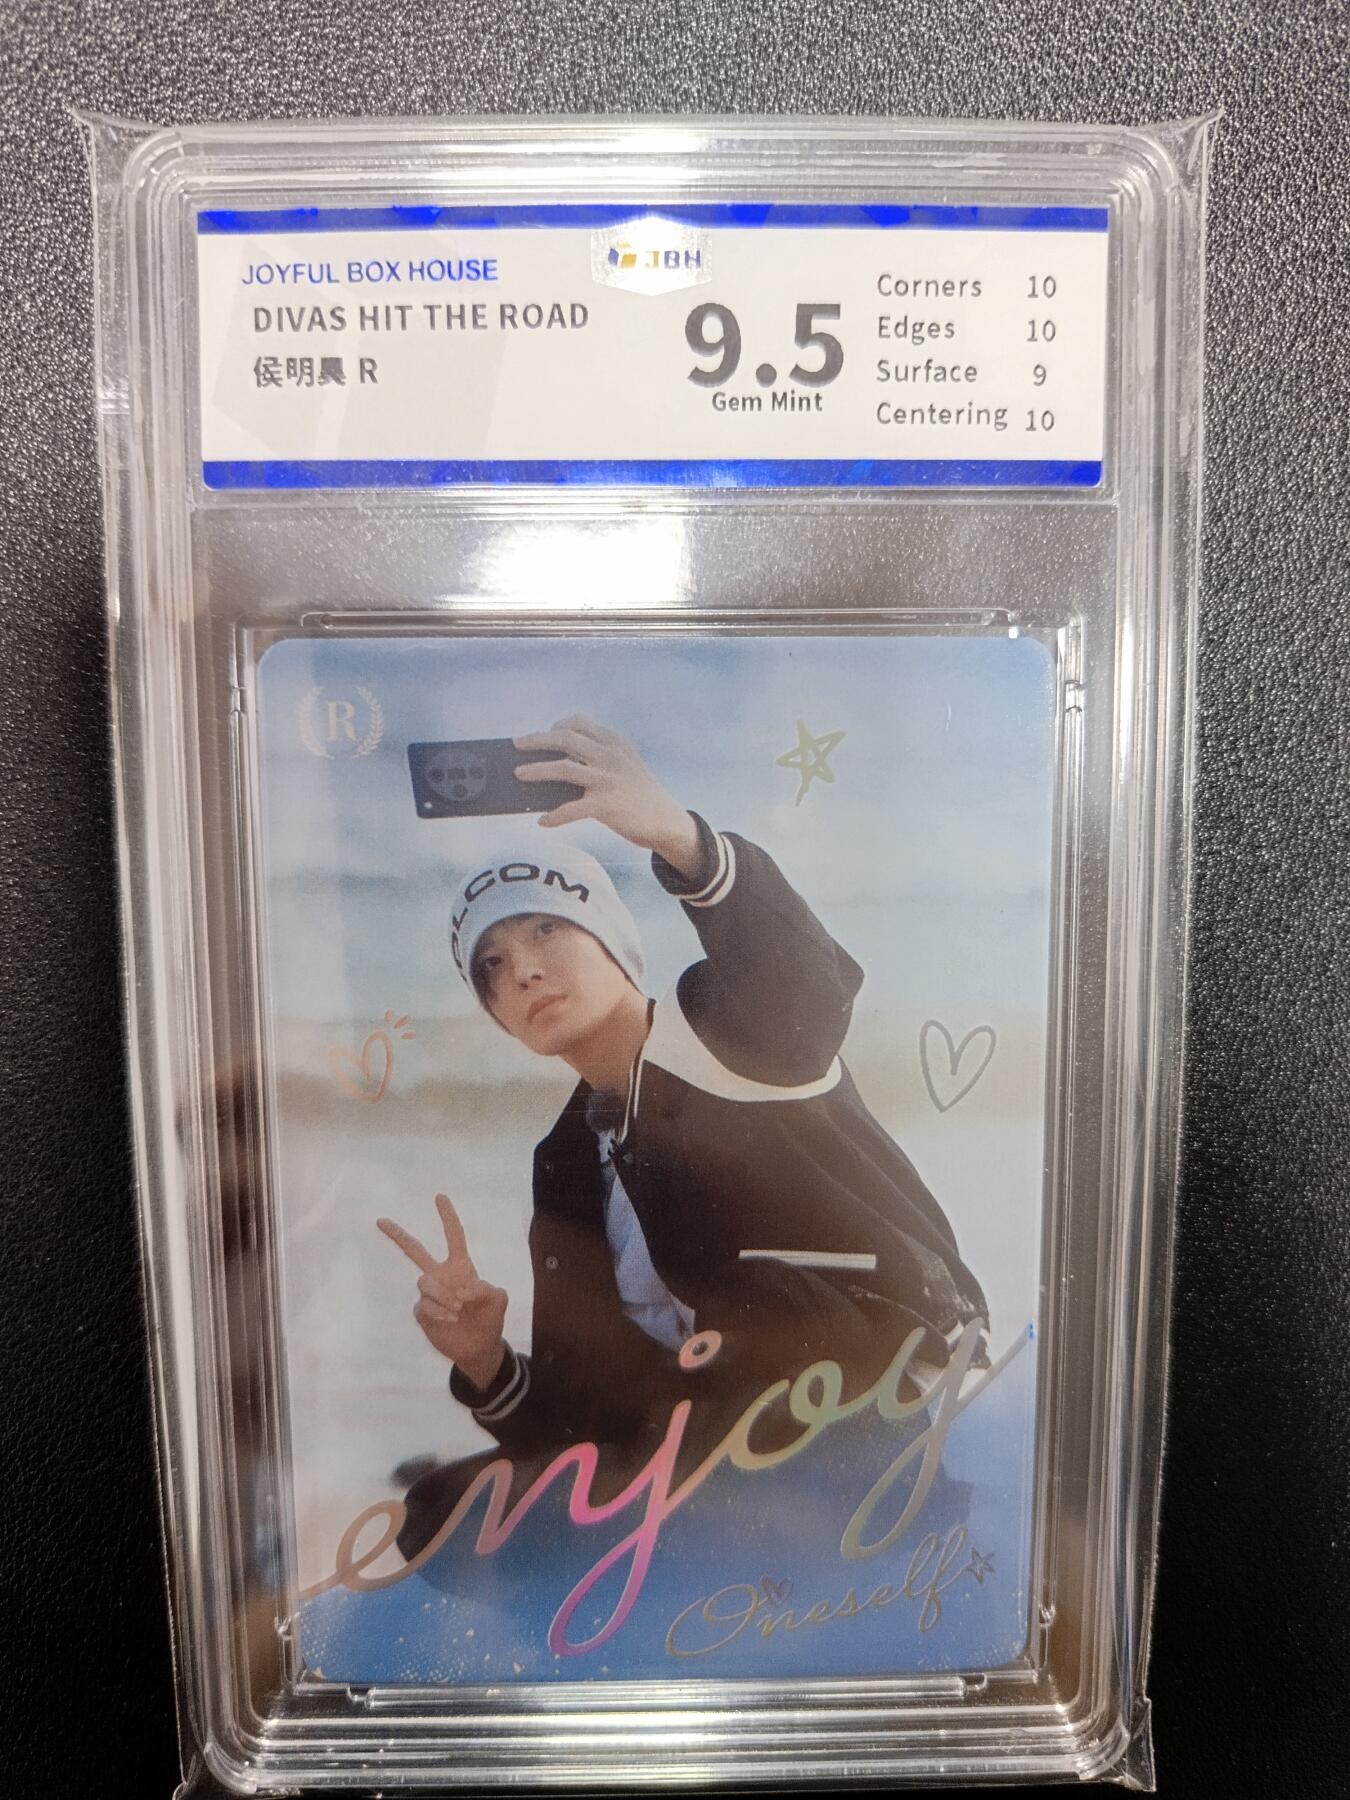 JBH
JOYFUL BOX HOUSE
DIVAS HIT THE ROAD
侯明昊 R
9.5
Gem Mint
Corners 10
Edges 10
Surface 9
Centering 10
R
OLCOM
enjoy
Oneself